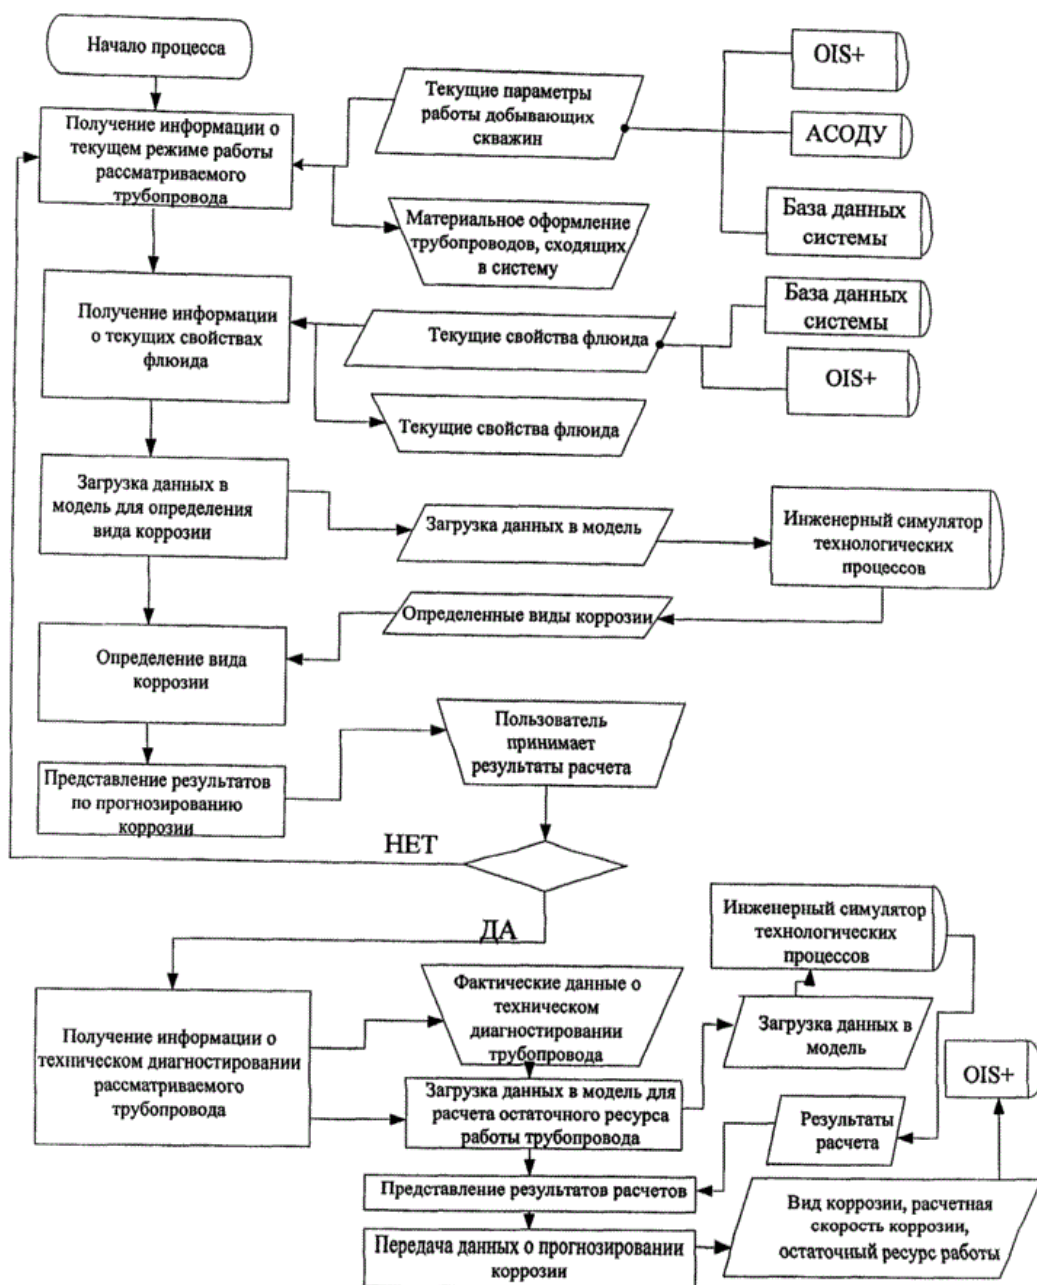 Начало процесса
Получение информации о
текущем режиме работы
рассматриваемого
трубопровода
Текущие параметры
работы добывающих
скважин
OIS+
АСОДУ
База данных
системы
Материальное оформление
трубопроводов, сходящих
в систему
Получение информации
о текущих свойствах
флюида
Текущие свойства флюида
База данных
системы
OIS+
Текущие свойства флюида
Загрузка данных в
модель для определения
вида коррозии
Загрузка данных в модель
Инженерный симулятор
технологических
процессов
Определенные виды коррозии
Определение вида
коррозии
Пользователь
принимает
результаты расчета
Представление результатов
по прогнозированию
коррозии
НЕТ
ДА
Инженерный симулятор
технологических
процессов
Фактические данные о
техническом
диагностировании
трубопровода
Загрузка данных в
модель
Получение информации о
техническом диагностировании
рассматриваемого
трубопровода
OIS+
Загрузка данных в модель для
расчета остаточного ресурса
работы трубопровода
Результаты
расчета
Представление результатов расчетов
Вид коррозии, расчетная
скорость коррозии,
остаточный ресурс работы
Передача данных о прогнозировании
коррозии